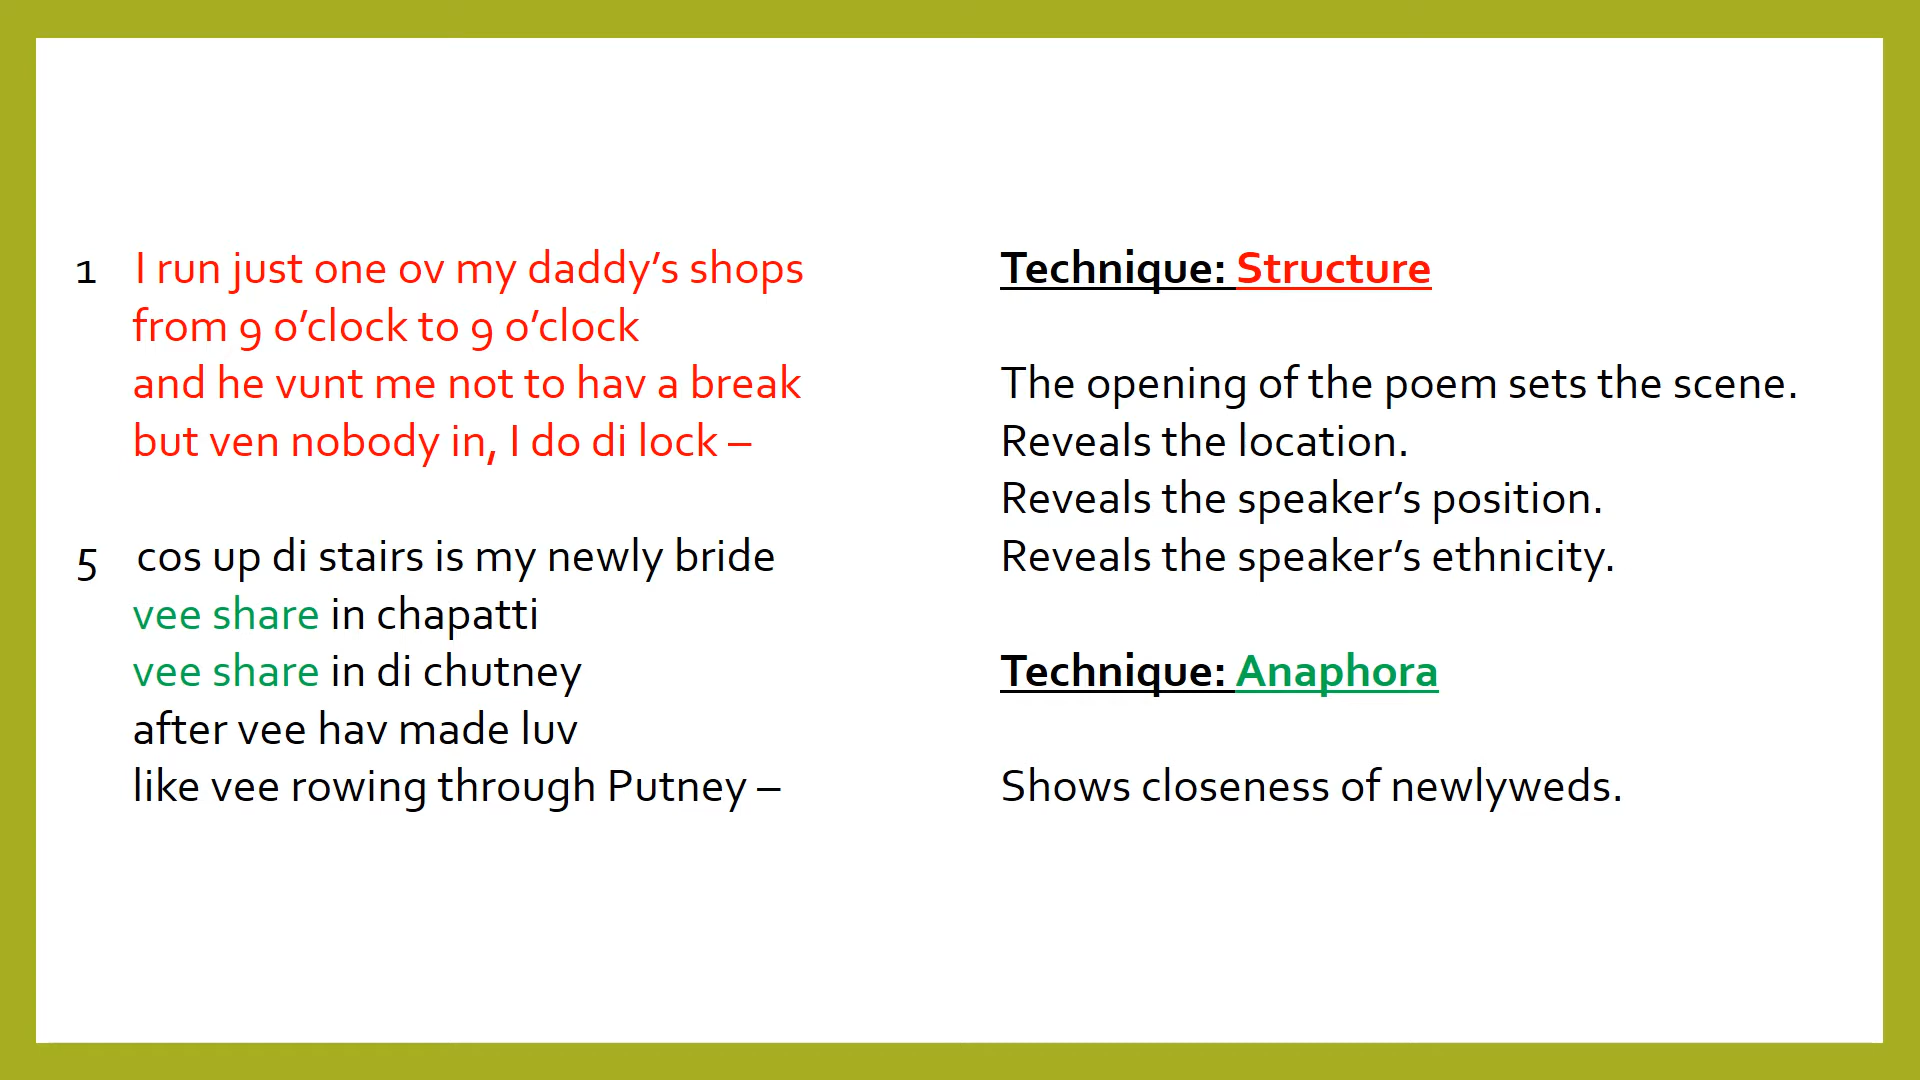 1 I run just one ov my daddy’s shops
from 9 o’clock to 9 o’clock
and he vunt me not to hav a break
but ven nobody in, I do di lock –
5 cos up di stairs is my newly bride
vee share in chapatti
vee share in di chutney
after vee hav made luv
like vee rowing through Putney –
Technique: Structure
The opening of the poem sets the scene.
Reveals the location.
Reveals the speaker’s position.
Reveals the speaker’s ethnicity.
Technique: Anaphora
Shows closeness of newlyweds.